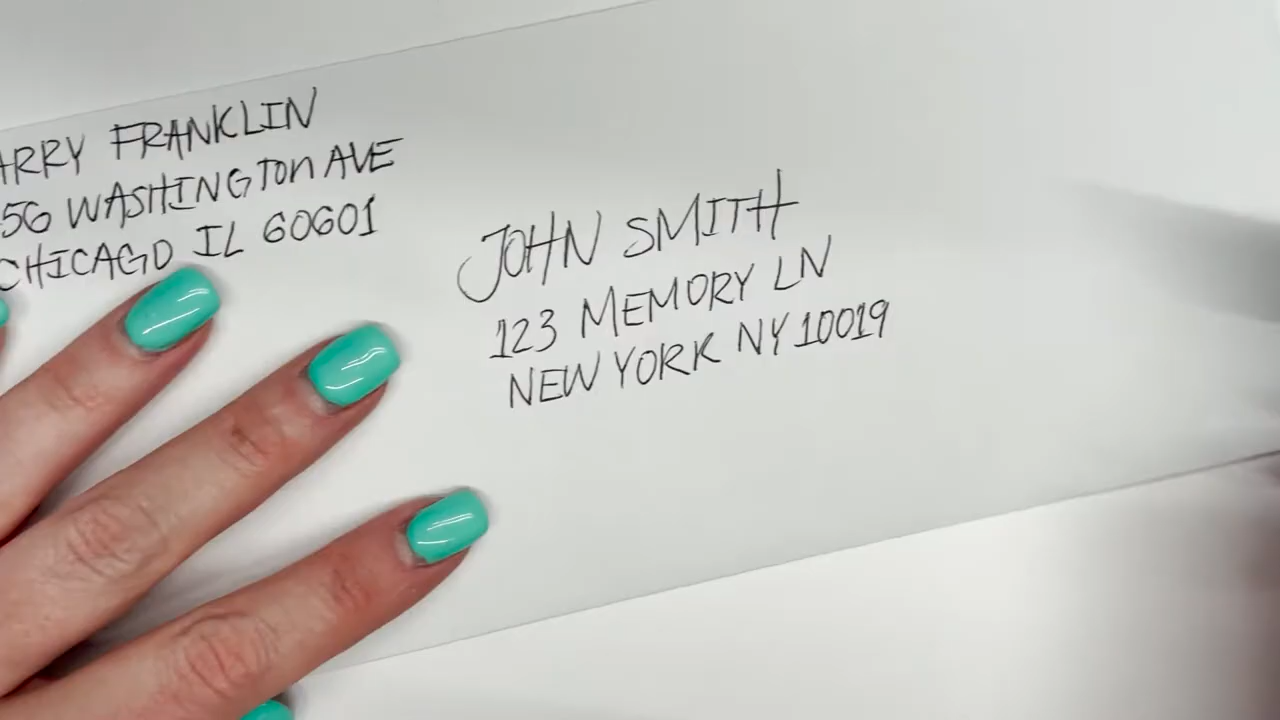 ARRY FRANKLIN
56 WASHINGTON AVE
CHICAGO IL 60601
JOHN SMITH
123 MEMORY LN
NEW YORK NY 10019